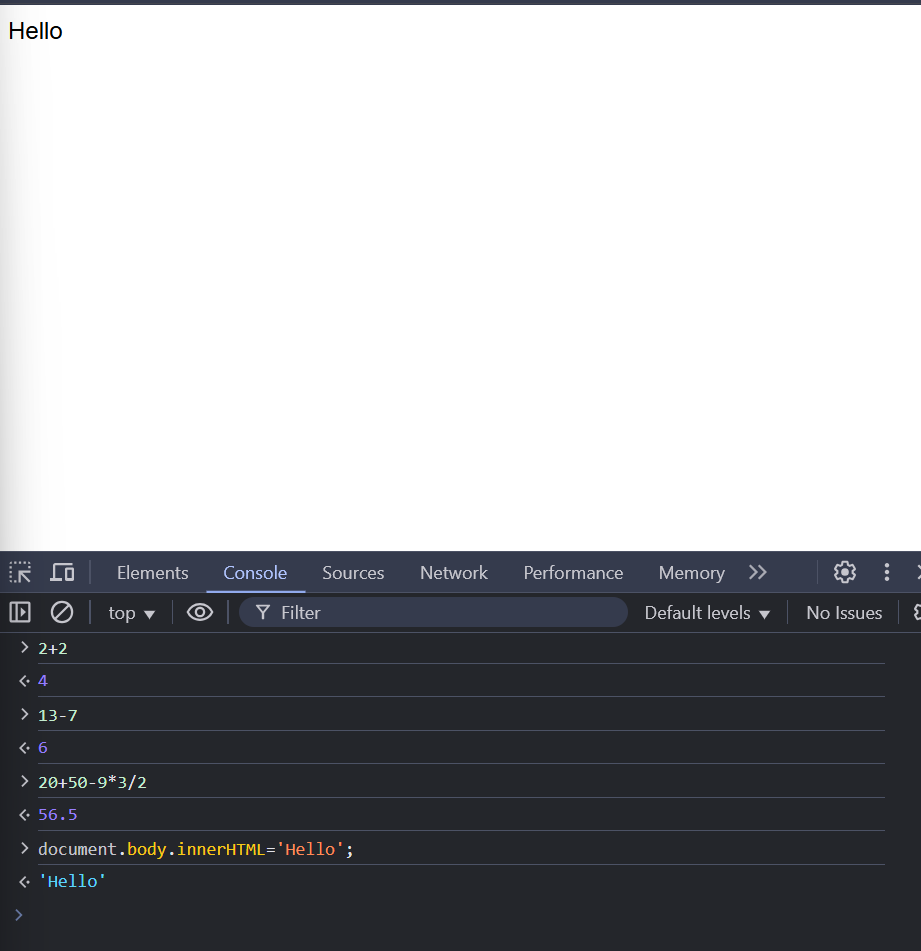 Hello
Elements Console Sources Network Performance Memory
top Filter Default levels No Issues
> 2+2
4
> 13-7
6
> 20+50-9*3/2
56.5
> document.body.innerHTML='Hello';
'Hello'
>